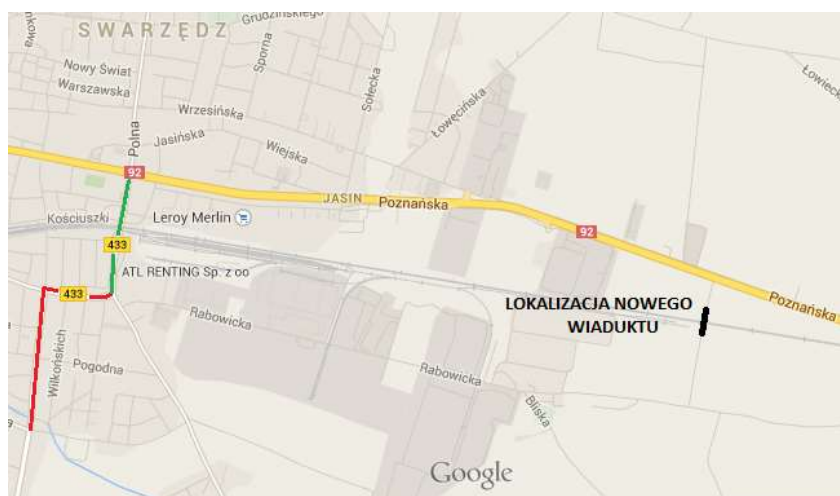 Grudzińskiego
SWARZĘDZ
Nowy Świat
Warszawska
Sporna
Sołecka
Łowęcińska
Wrzesińska
Polna
Jasińska
Wiejska
92
JASIN
Poznańska
Kościuszki
Leroy Merlin
92
433
ATL RENTING Sp. z oo
433
Poznańska
LOKALIZACJA NOWEGO
WIADUKTU
Rabowicka
Wilkońskich
Pogodna
Rabowicka
Bliska
Google